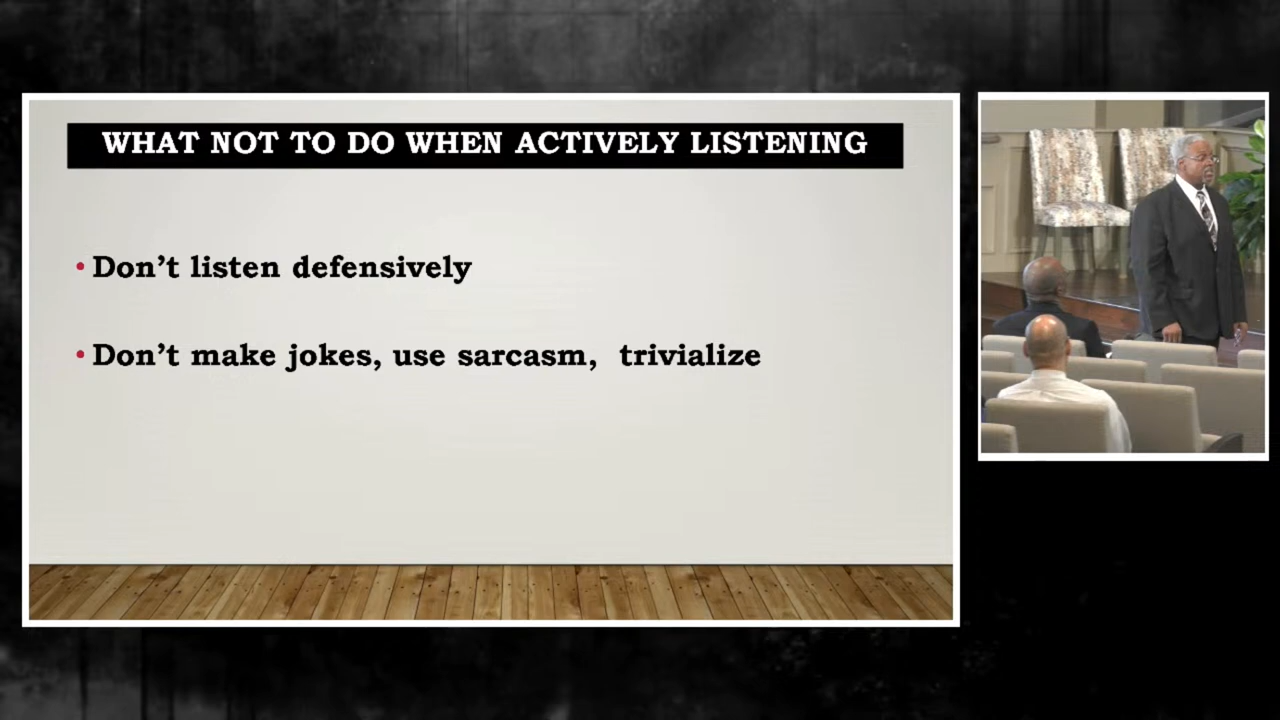 WHAT NOT TO DO WHEN ACTIVELY LISTENING
• Don’t listen defensively
• Don’t make jokes, use sarcasm,  trivialize